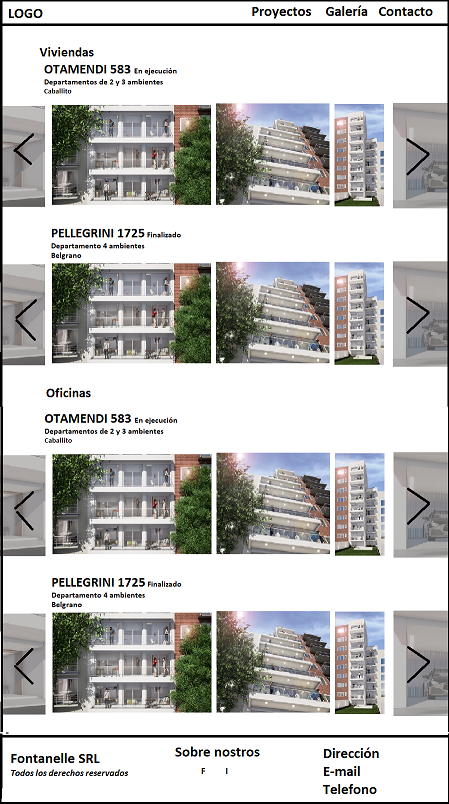 LOGO
Proyectos Galería Contacto
Viviendas
OTAMENDI 583 En ejecución
Departamentos de 2 y 3 ambientes
Caballito
PELLEGRINI 1725 Finalizado
Departamento 4 ambientes
Belgrano
Oficinas
OTAMENDI 583 En ejecución
Departamentos de 2 y 3 ambientes
Caballito
PELLEGRINI 1725 Finalizado
Departamento 4 ambientes
Belgrano
Fontanelle SRL
Todos los derechos reservados
Sobre nostros
F I
Dirección
E-mail
Telefono